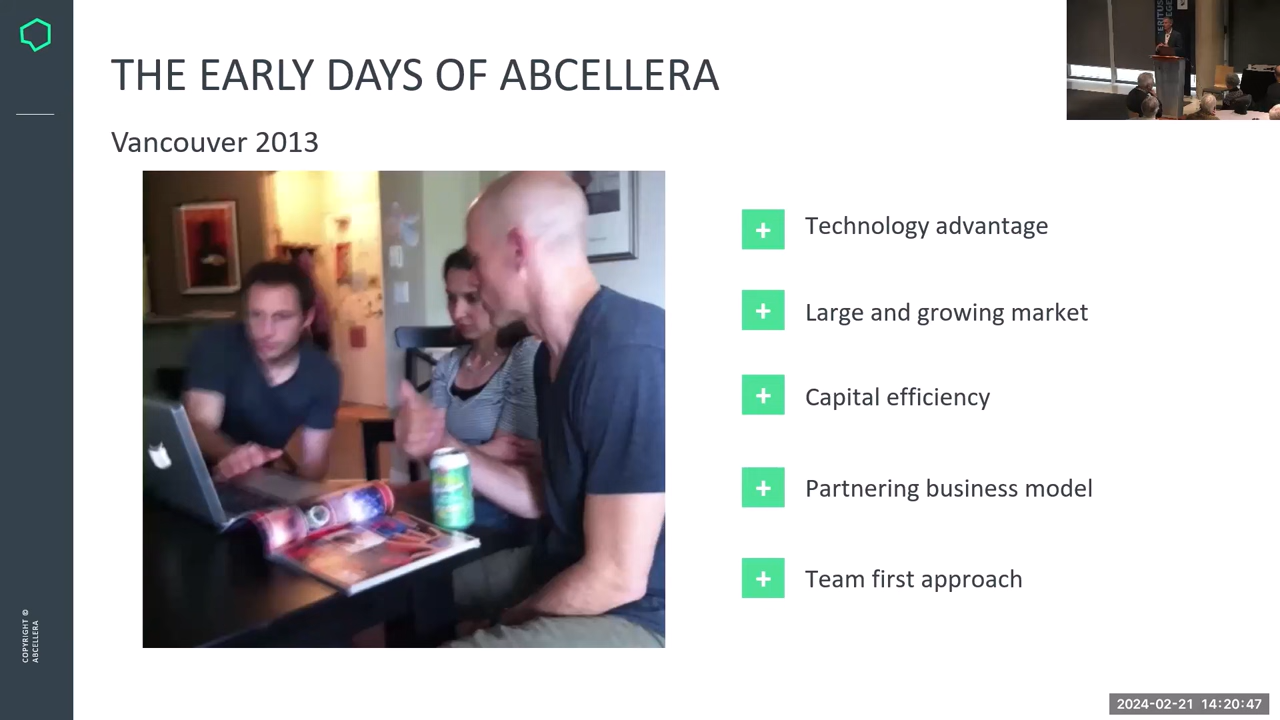 THE EARLY DAYS OF ABCELLERA
Vancouver 2013
+ Technology advantage
+ Large and growing market
+ Capital efficiency
+ Partnering business model
+ Team first approach
COPYRIGHT ©
ABCELLERA
2024-02-21 14:20:47